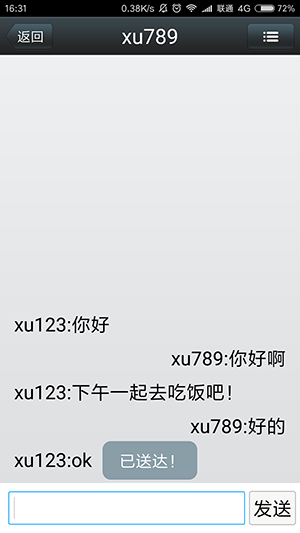 16:31 0.38K/s 联通 4G 72%
返回 xu789
xu123:你好
xu789:你好啊
xu123:下午一起去吃饭吧!
xu789:好的
xu123:ok 已送达!
发送